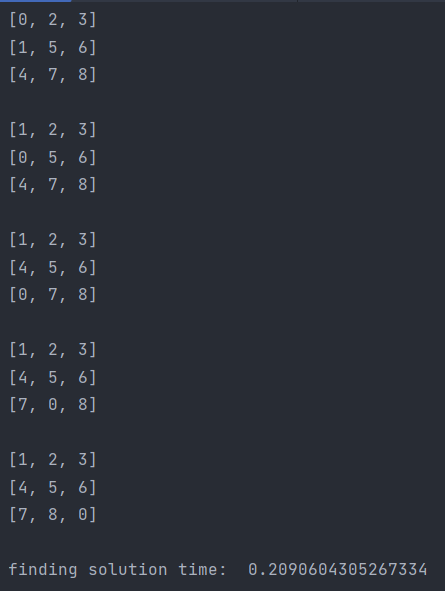 [0, 2, 3]
[1, 5, 6]
[4, 7, 8]
[1, 2, 3]
[0, 5, 6]
[4, 7, 8]
[1, 2, 3]
[4, 5, 6]
[0, 7, 8]
[1, 2, 3]
[4, 5, 6]
[7, 0, 8]
[1, 2, 3]
[4, 5, 6]
[7, 8, 0]
finding solution time:  0.2090604305267334